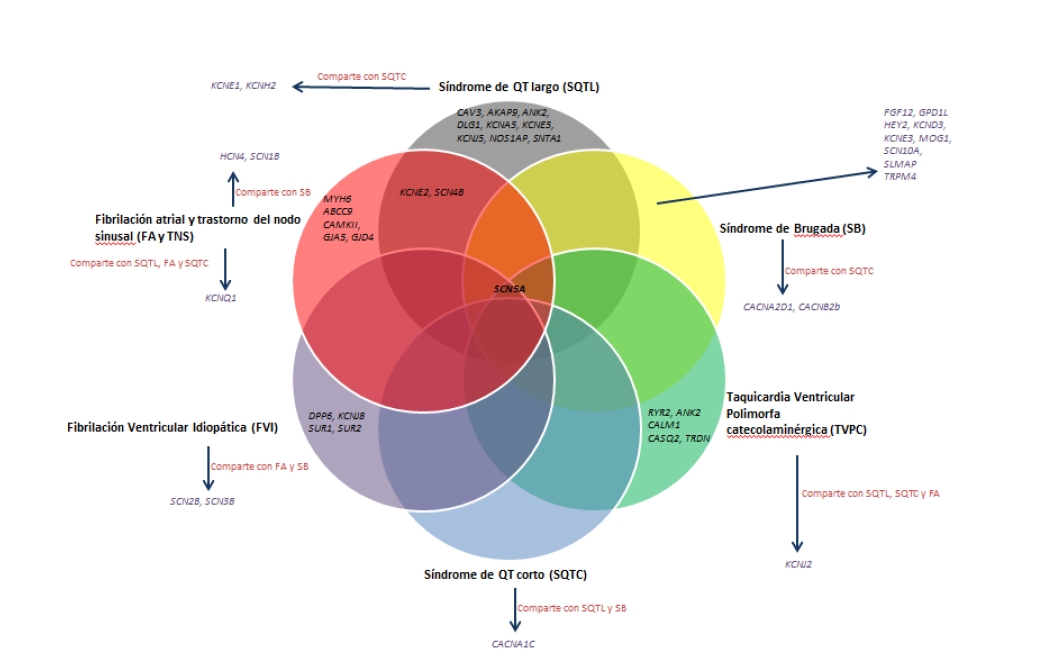 Comparte con SQTC
KCNE1, KCNH2
Síndrome de QT largo (SQTL)
CAV3, AKAP9, ANK2,
DLG1, KCNA5, KCNE5,
KCNJ5, NOS1AP, SNTA1
FGF12, GPD1L
HEY2, KCND3,
KCNE3, MOG1,
SCN10A,
SLMAP
TRPM4
HCN4, SCN1B
Comparte con SB
Fibrilación atrial y trastorno del nodo
sinusal (FA y TNS)
Comparte con SQTL, FA y SQTC
KCNQ1
MYH6
ABCC9
CAMKII,
GJA5, GJD4
KCNE2, SCN4B
Síndrome de Brugada (SB)
Comparte con SQTC
CACNA2D1, CACNB2b
SCN5A
Taquicardia Ventricular
Polimorfa
catecolaminérgica (TVPC)
RYR2, ANK2
CALM1
CASQ2, TRDN
Comparte con SQTL, SQTC y FA
KCNJ2
Fibrilación Ventricular Idiopática (FVI)
DPP6, KCNJ8
SUR1, SUR2
Comparte con FA y SB
SCN2B, SCN3B
Síndrome de QT corto (SQTC)
Comparte con SQTL y SB
CACNA1C